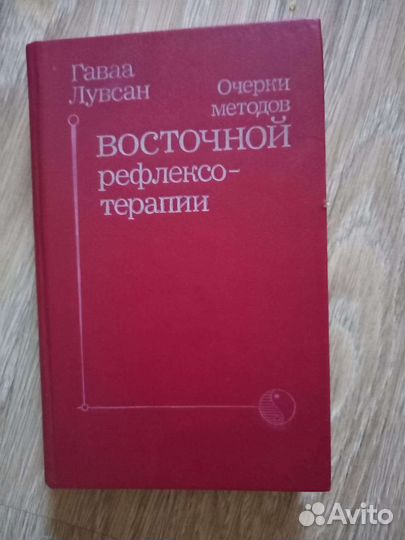 Гаваа
Лувсан
Очерки
методов
ВОСТОЧНОЙ
рефлексо-
терапии
Avito